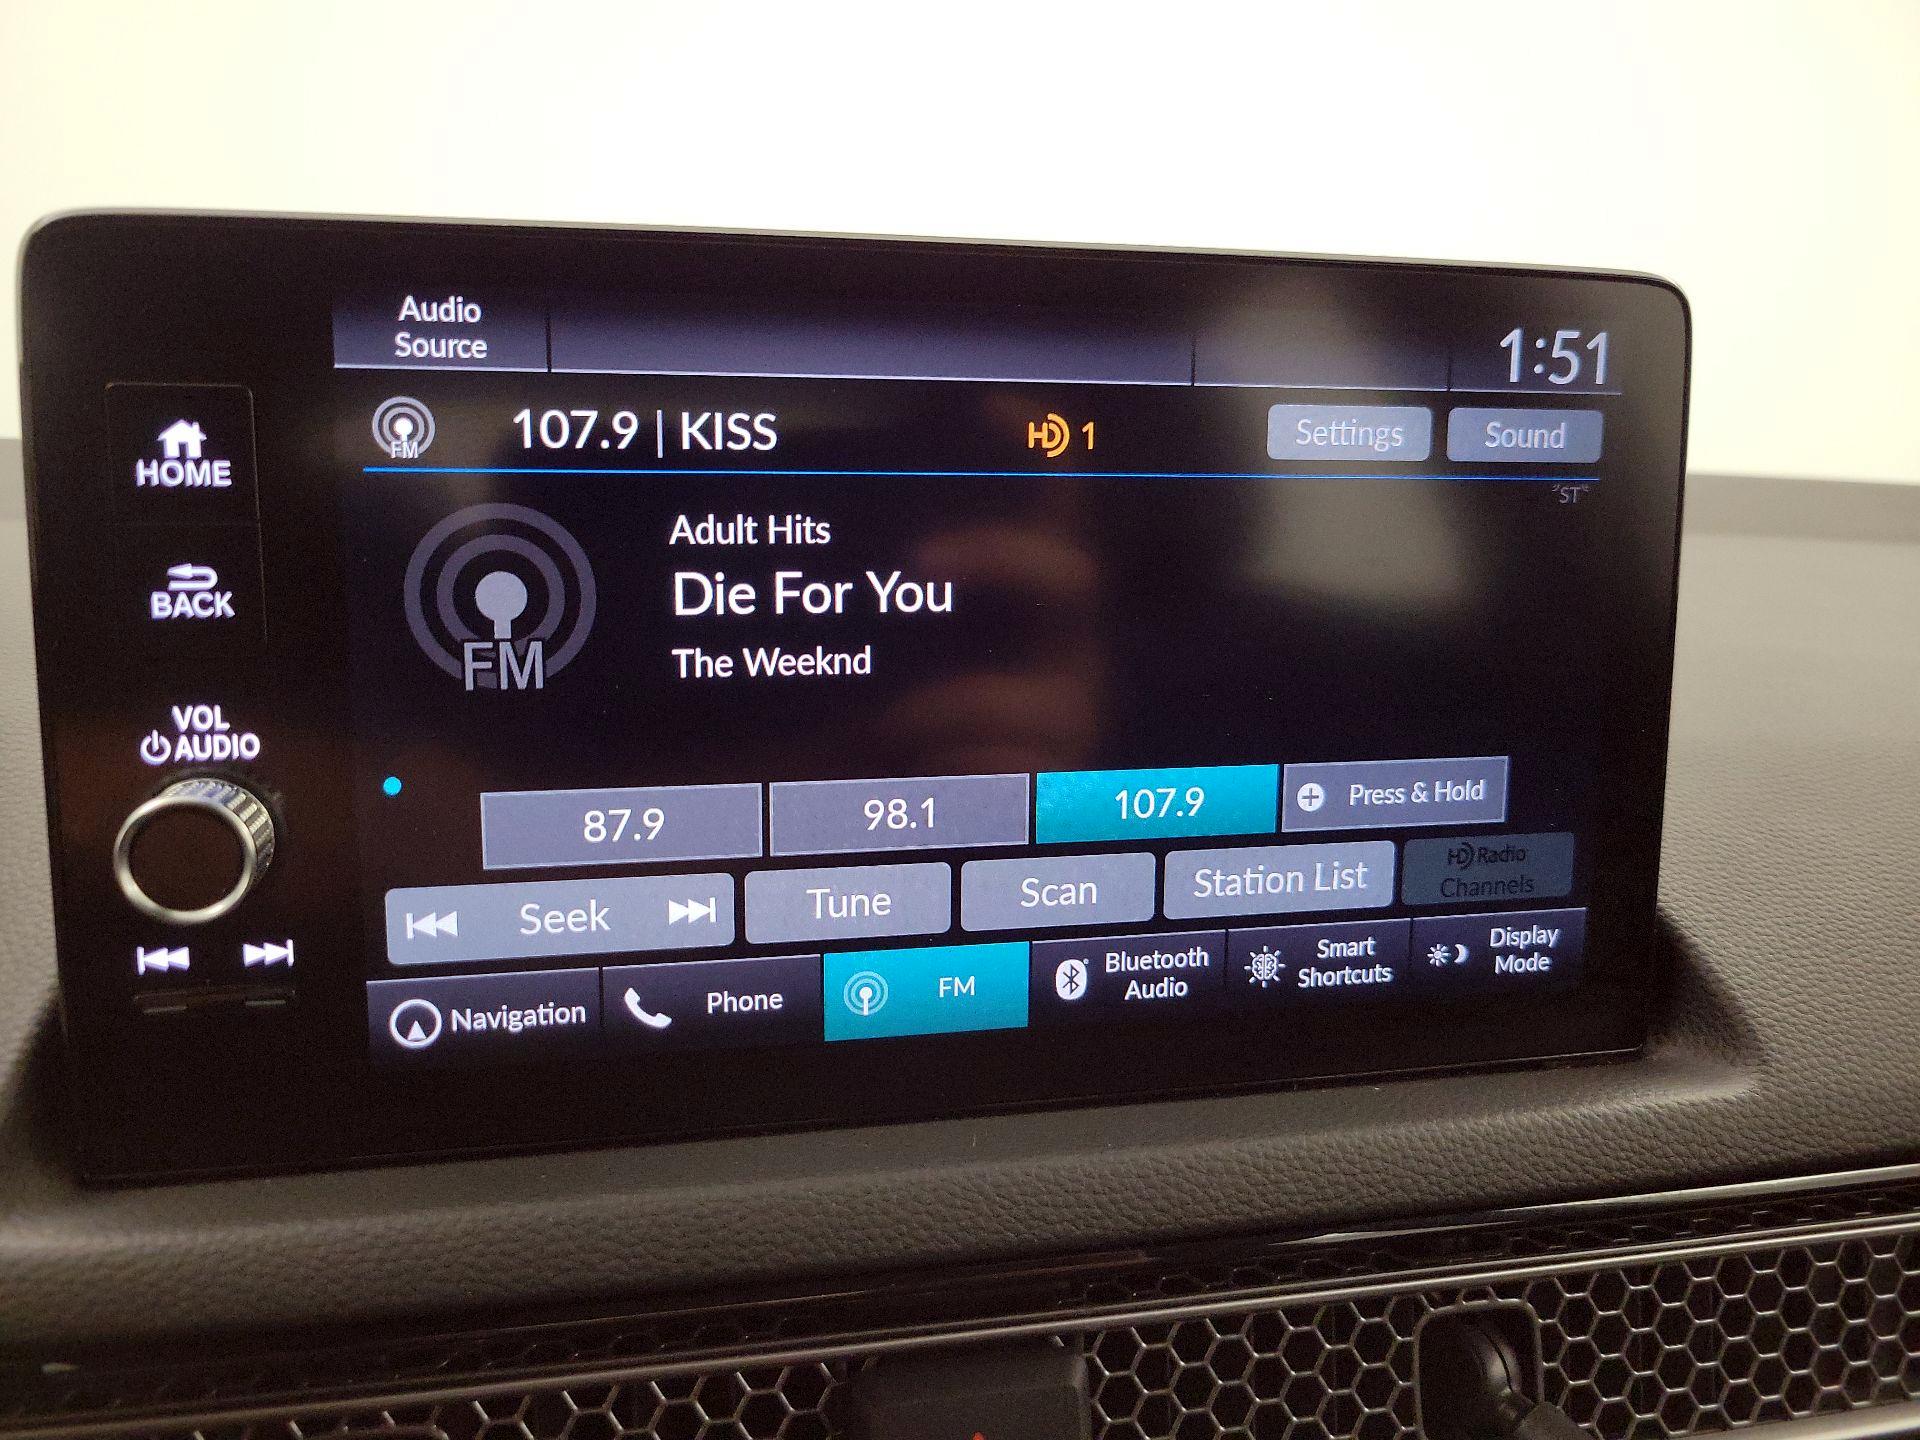 Audio
Source
1:51
FM
107.9 | KISS
HD 1
Settings
Sound
"ST"
HOME
BACK
VOL
AUDIO
FM
Adult Hits
Die For You
The Weeknd
87.9
98.1
107.9
Press & Hold
Seek
Tune
Scan
Station List
HD Radio
Channels
Navigation
Phone
FM
Bluetooth
Audio
Smart
Shortcuts
Display
Mode